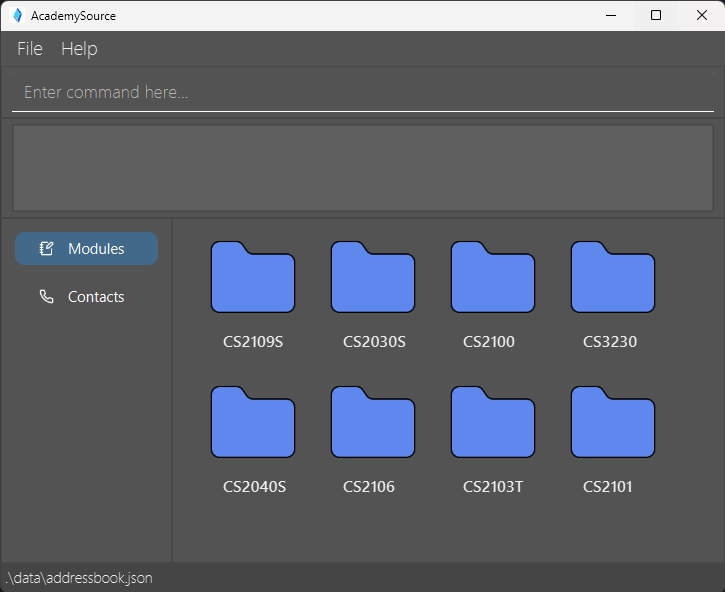 AcademySource
File Help
Enter command here...
Modules
Contacts
CS2109S CS2030S CS2100 CS3230
CS2040S CS2106 CS2103T CS2101
.\data\addressbook.json